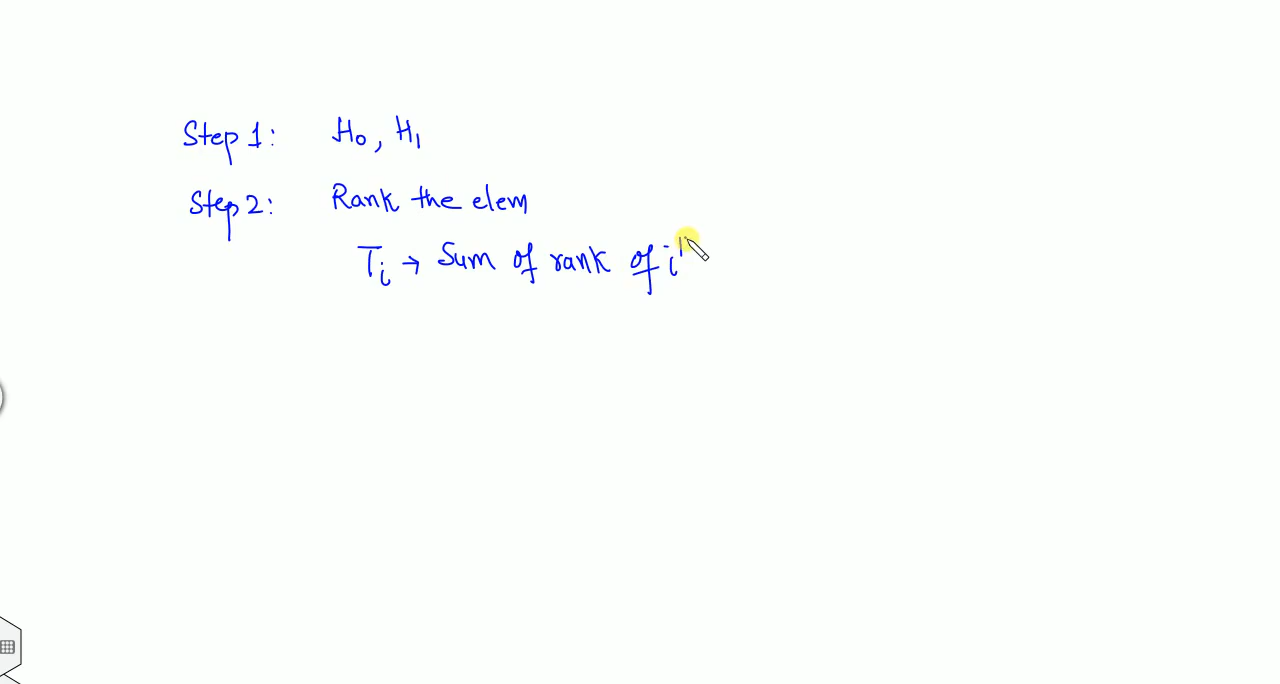 Step 1: H₀, H₁
Step 2: Rank the elem
Tᵢ → Sum of rank of i